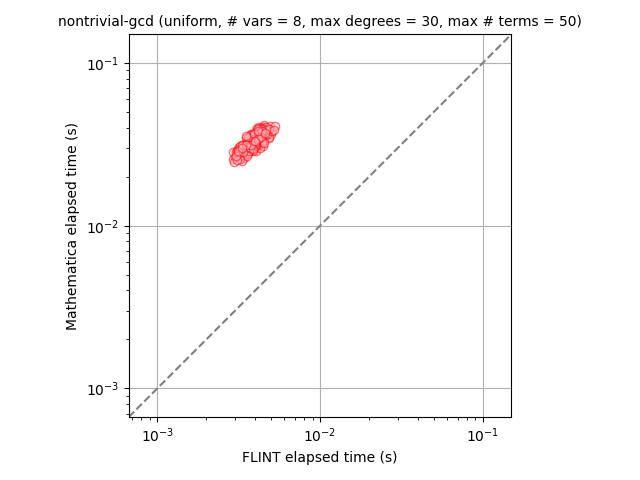 nontrivial-gcd (uniform, # vars = 8, max degrees = 30, max # terms = 50)
Mathematica elapsed time (s)
10⁻¹
10⁻²
10⁻³
10⁻³ 10⁻² 10⁻¹
FLINT elapsed time (s)